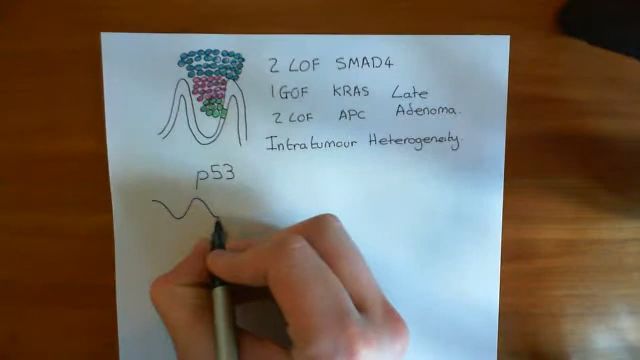 2 LOF SMAD4
1 GOF KRAS Late
2 LOF APC Adenoma.
Intratumour Heterogeneity
p53